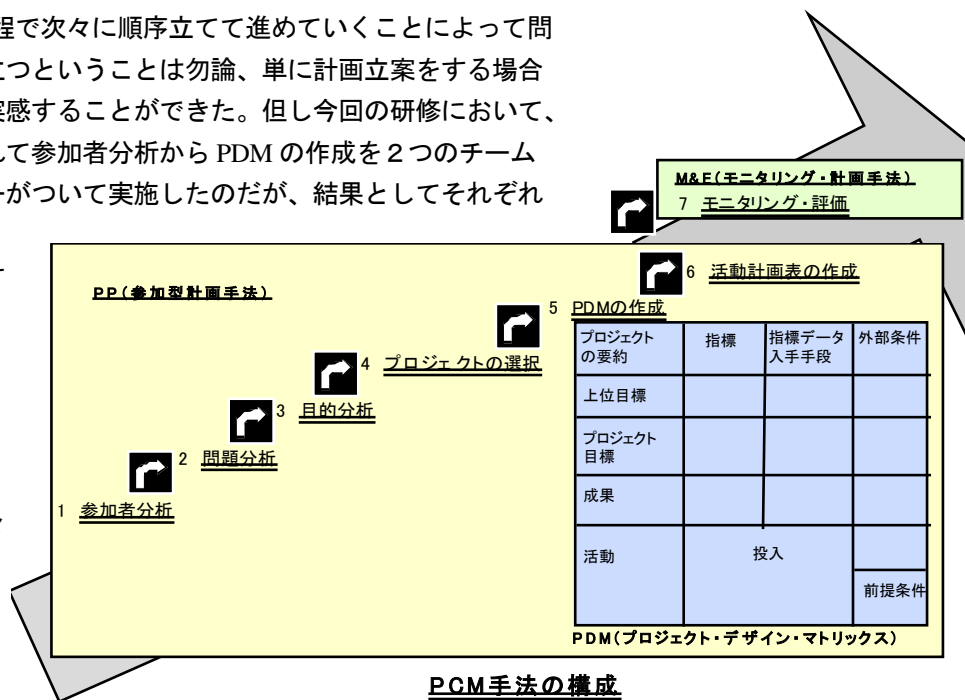 程で次々に順序立てて進めていくことによって問
立つということは勿論、単に計画立案をする場合
実感することができた。但し今回の研修において、
して参加者分析から PDM の作成を２つのチーム
ーがついて実施したのだが、結果としてそれぞれ
M&E(モニタリング・計画手法)
7 モニタリング・評価
PP(参加型計画手法)
6 活動計画表の作成
5 PDMの作成
4 プロジェクトの選択
3 目的分析
2 問題分析
1 参加者分析
プロジェクト
の要約
指標
指標データ
入手手段
外部条件
上位目標
プロジェクト
目標
成果
活動
投入
前提条件
PDM(プロジェクト・デザイン・マトリックス)
PCM手法の構成